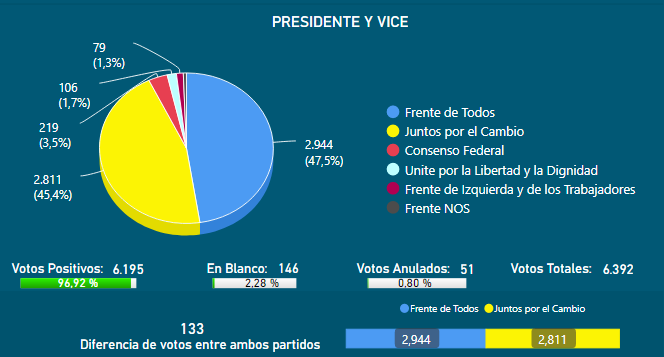 PRESIDENTE Y VICE
79
(1,3%)
106
(1,7%)
219
(3,5%)
2.811
(45,4%)
2.944
(47,5%)
Frente de Todos
Juntos por el Cambio
Consenso Federal
Unite por la Libertad y la Dignidad
Frente de Izquierda y de los Trabajadores
Frente NOS
Votos Positivos: 6.195
96,92 %
En Blanco: 146
2,28 %
Votos Anulados: 51
0,80 %
Votos Totales: 6.392
133
Diferencia de votos entre ambos partidos
Frente de Todos Juntos por el Cambio
2,944 2,811